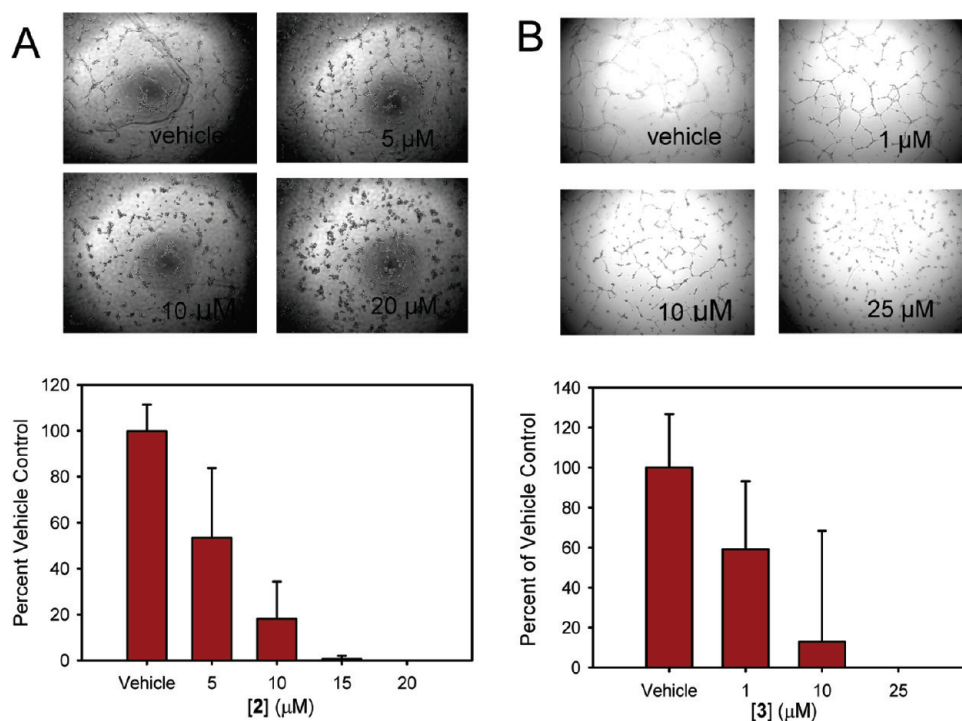 A
vehicle
5 µM
10 µM
20 µM
B
vehicle
1 µM
10 µM
25 µM
Percent Vehicle Control
120
100
80
60
40
20
0
Vehicle 5 10 15 20
[2] (µM)
Percent of Vehicle Control
140
120
100
80
60
40
20
0
Vehicle 1 10 25
[3] (µM)